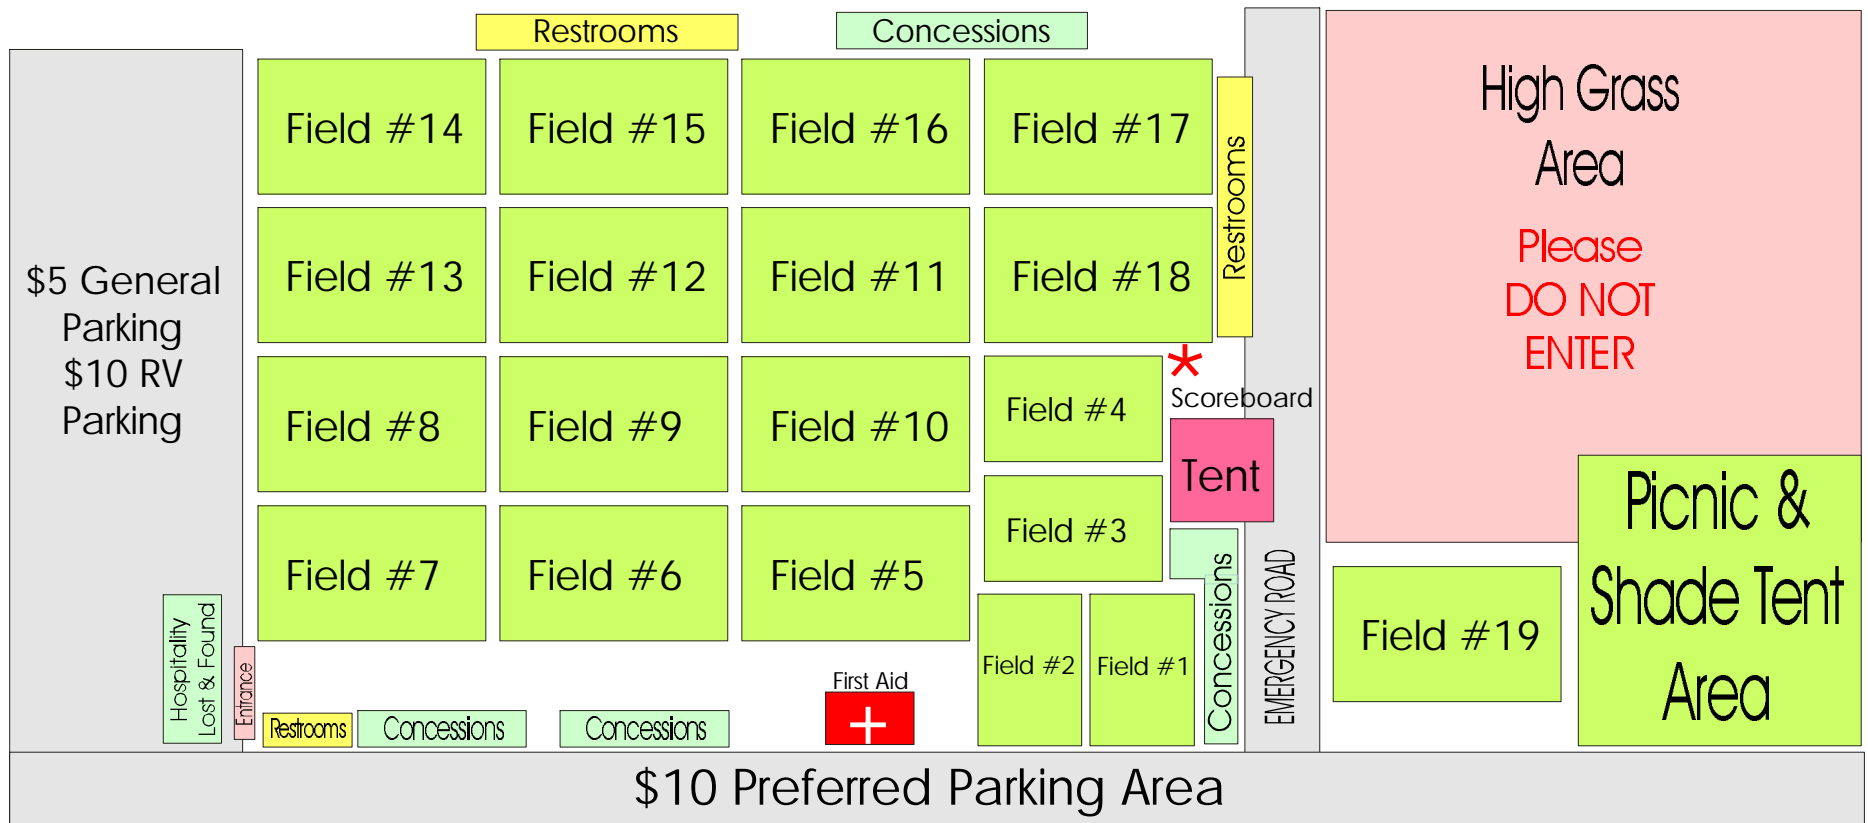 Restrooms
Concessions
Field #14
Field #15
Field #16
Field #17
Restrooms
High Grass
Area
Please
DO NOT
ENTER
$5 General
Parking
$10 RV
Parking
Field #13
Field #12
Field #11
Field #18
Scoreboard
Field #8
Field #9
Field #10
Field #4
Tent
Field #3
Field #7
Field #6
Field #5
Field #2
Field #1
Concessions
EMERGENCY ROAD
Field #19
Picnic &
Shade Tent
Area
Hospitality
Lost & Found
Entrance
Restrooms
Concessions
Concessions
First Aid
$10 Preferred Parking Area